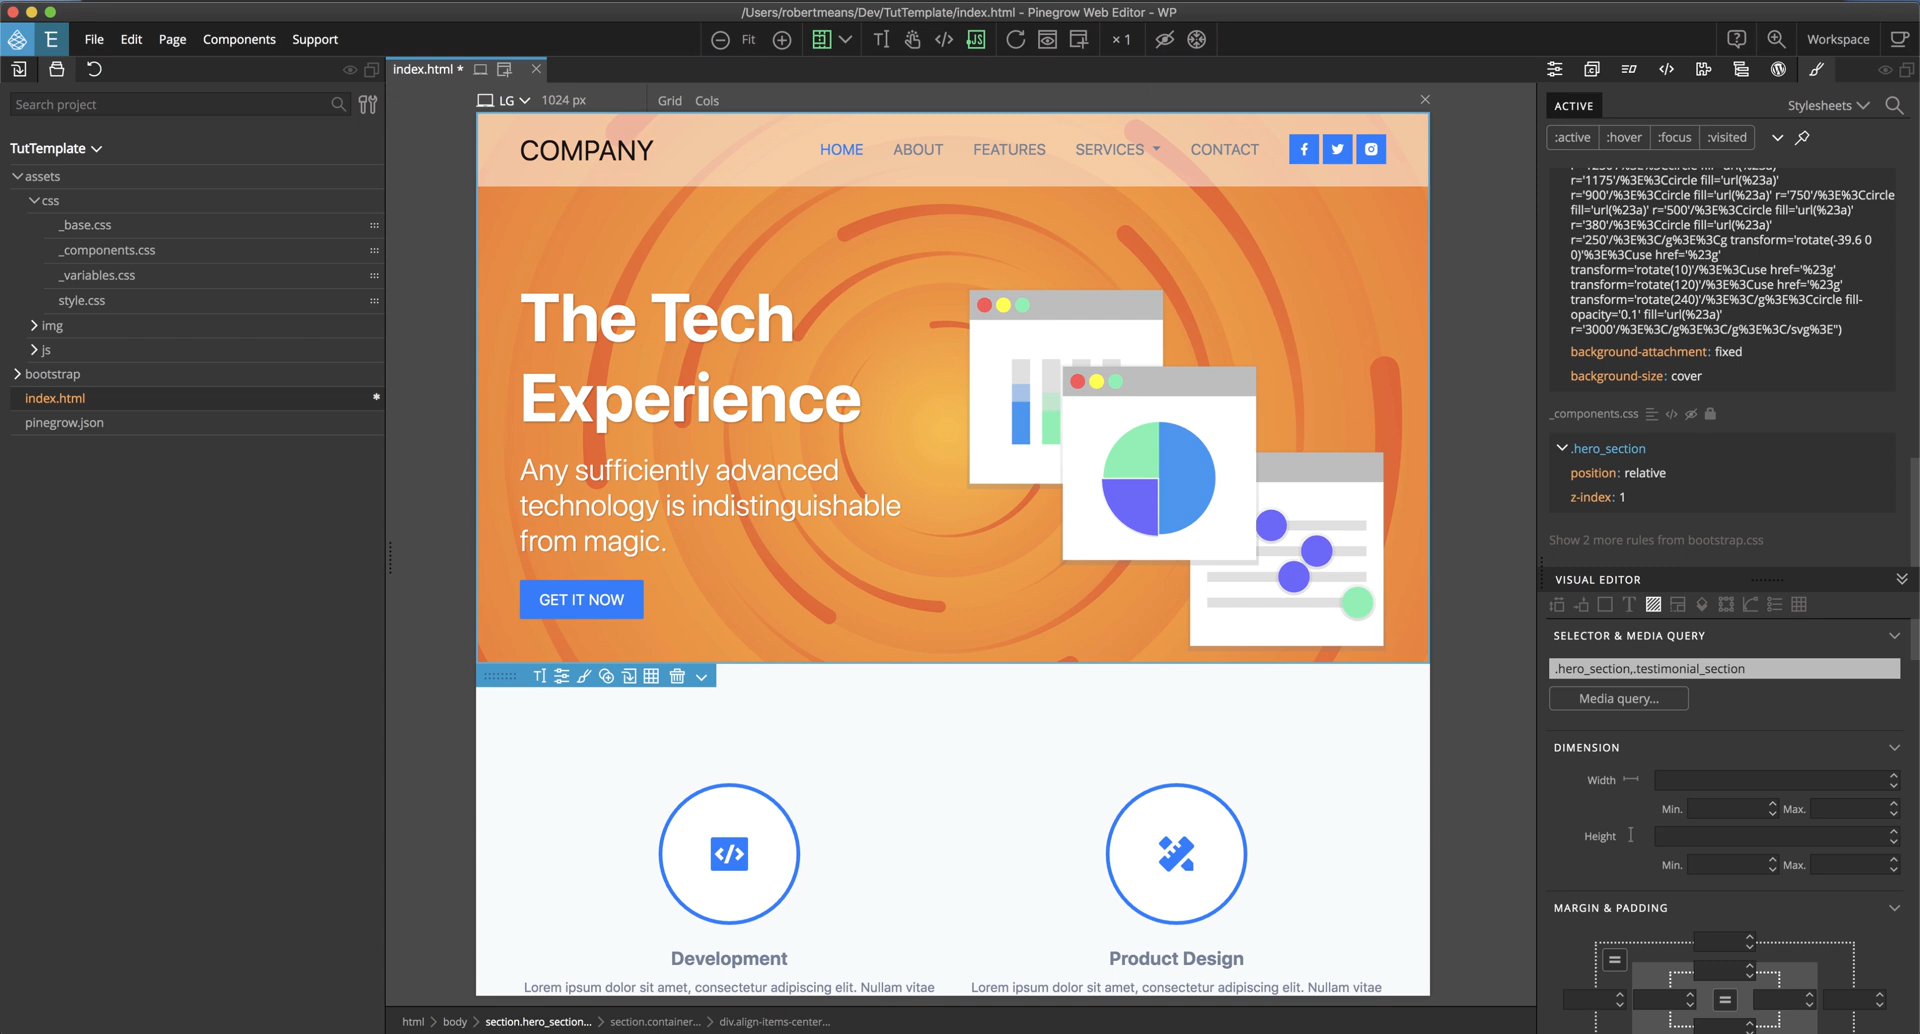 /Users/robertmeans/Dev/TutTemplate/index.html - Pinegrow Web Editor - WP
E File Edit Page Components Support
Fit
JS
× 1
Workspace
index.html *
Search project
TutTemplate
assets
css
_base.css
_components.css
_variables.css
style.css
img
js
bootstrap
index.html *
pinegrow.json
LG 1024 px Grid Cols
COMPANY
HOME ABOUT FEATURES SERVICES CONTACT
The Tech
Experience
Any sufficiently advanced
technology is indistinguishable
from magic.
GET IT NOW
Development
Lorem ipsum dolor sit amet, consectetur adipiscing elit. Nullam vitae
Product Design
Lorem ipsum dolor sit amet, consectetur adipiscing elit. Nullam vitae
html > body > section.hero_section... > section.container... > div.align-items-center...
ACTIVE Stylesheets
:active :hover :focus :visited
r='1175'/%3E%3Ccircle fill='url(%23a)'
r='900'/%3E%3Ccircle fill='url(%23a)' r='750'/%3E%3Ccircle
fill='url(%23a)' r='500'/%3E%3Ccircle fill='url(%23a)'
r='380'/%3E%3Ccircle fill='url(%23a)'
r='250'/%3E%3C/g%3E%3Cg transform='rotate(-39.6 0
0)'%3E%3Cuse href='%23g'
transform='rotate(10)'/%3E%3Cuse href='%23g'
transform='rotate(120)'/%3E%3Cuse href='%23g'
transform='rotate(240)'/%3E%3C/g%3E%3Ccircle fill-
opacity='0.1' fill='url(%23a)'
r='3000'/%3E%3C/g%3E%3C/g%3E%3C/svg%3E")
background-attachment: fixed
background-size: cover
_components.css
.hero_section
position: relative
z-index: 1
Show 2 more rules from bootstrap.css
VISUAL EDITOR
SELECTOR & MEDIA QUERY
.hero_section,.testimonial_section
Media query...
DIMENSION
Width
Min. Max.
Height
Min. Max.
MARGIN & PADDING